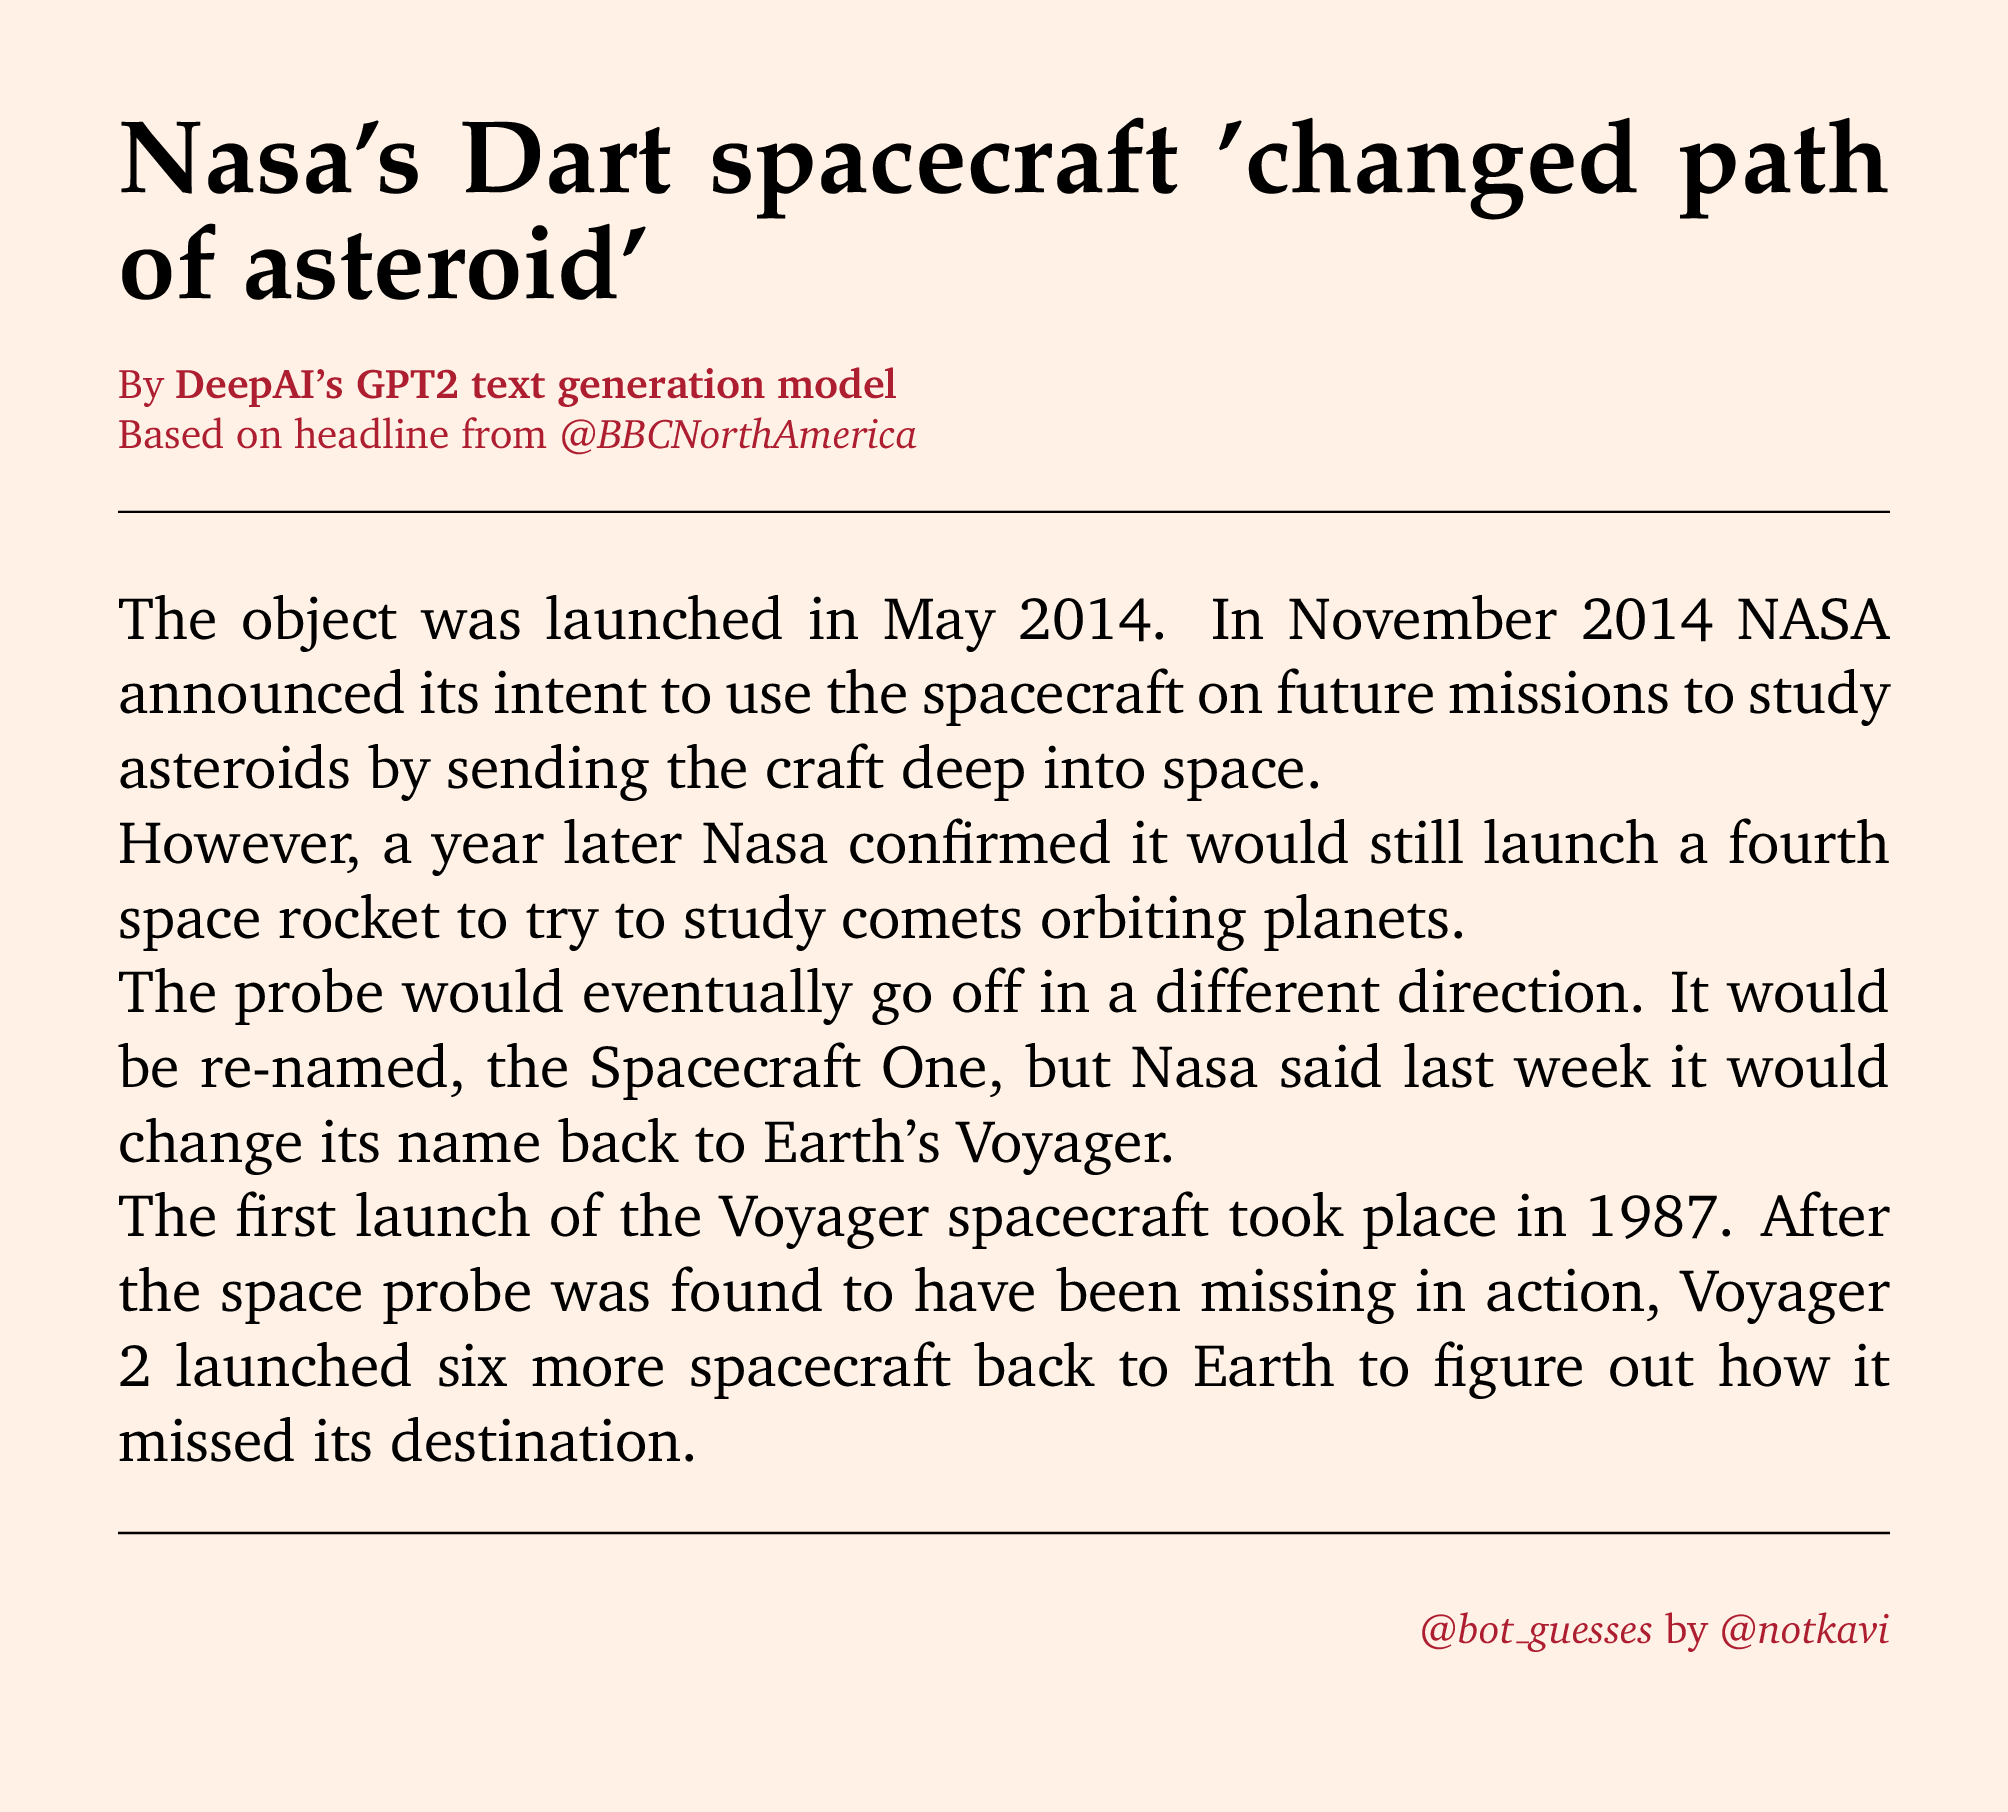 Nasa's Dart spacecraft 'changed path
of asteroid'
By DeepAI's GPT2 text generation model
Based on headline from @BBCNorthAmerica
The object was launched in May 2014. In November 2014 NASA
announced its intent to use the spacecraft on future missions to study
asteroids by sending the craft deep into space.
However, a year later Nasa confirmed it would still launch a fourth
space rocket to try to study comets orbiting planets.
The probe would eventually go off in a different direction. It would
be re-named, the Spacecraft One, but Nasa said last week it would
change its name back to Earth's Voyager.
The first launch of the Voyager spacecraft took place in 1987. After
the space probe was found to have been missing in action, Voyager
2 launched six more spacecraft back to Earth to figure out how it
missed its destination.
@bot_guesses by @notkavi